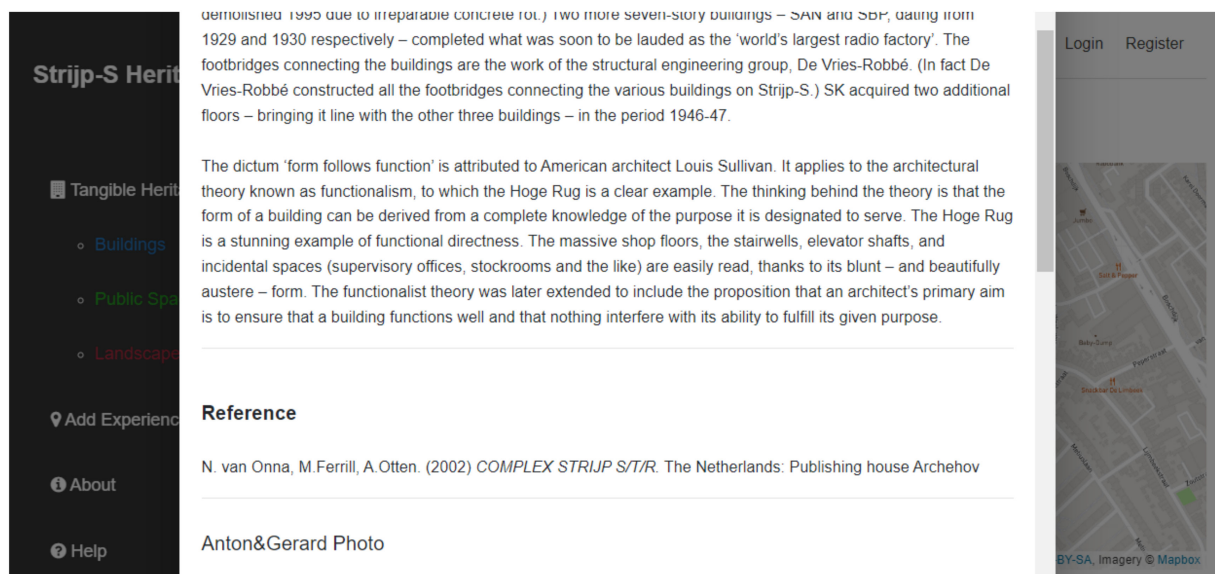 demolished 1995 due to irreparable concrete rot.) Two more seven-story buildings – SAN and SBP, dating from
1929 and 1930 respectively – completed what was soon to be lauded as the ‘world’s largest radio factory’. The
footbridges connecting the buildings are the work of the structural engineering group, De Vries-Robbé. (In fact De
Vries-Robbé constructed all the footbridges connecting the various buildings on Strijp-S.) SK acquired two additional
floors – bringing it line with the other three buildings – in the period 1946-47.
The dictum ‘form follows function’ is attributed to American architect Louis Sullivan. It applies to the architectural
theory known as functionalism, to which the Hoge Rug is a clear example. The thinking behind the theory is that the
form of a building can be derived from a complete knowledge of the purpose it is designated to serve. The Hoge Rug
is a stunning example of functional directness. The massive shop floors, the stairwells, elevator shafts, and
incidental spaces (supervisory offices, stockrooms and the like) are easily read, thanks to its blunt – and beautifully
austere – form. The functionalist theory was later extended to include the proposition that an architect’s primary aim
is to ensure that a building functions well and that nothing interfere with its ability to fulfill its given purpose.
Reference
N. van Onna, M.Ferrill, A.Otten. (2002) COMPLEX STRIJP S/T/R. The Netherlands: Publishing house Archehov
Anton&Gerard Photo
Strijp-S Herit
Tangible Herita
Buildings
Public Spa
Landscape
Add Experienc
About
Help
Login Register
Jumbo
Salt & Pepper
Beby-Sump
BY-SA, Imagery © Mapbox